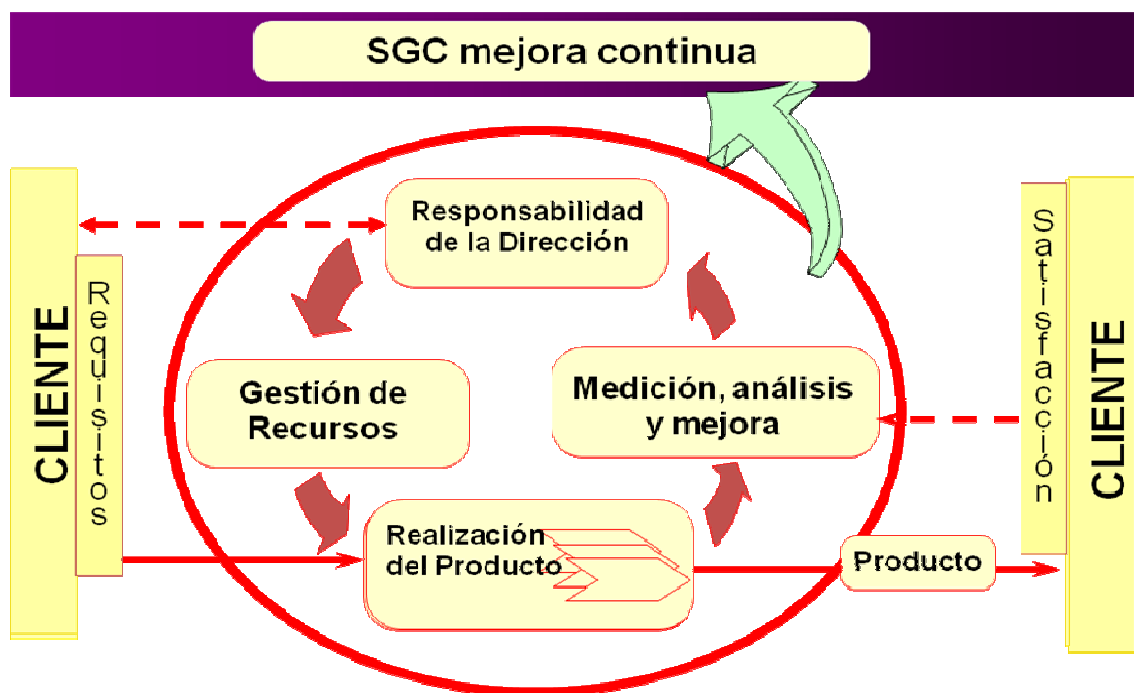 SGC mejora continua
CLIENTE
Requisitos
Responsabilidad
de la Dirección
Gestión de
Recursos
Medición, análisis
y mejora
Realización
del Producto
Producto
Satisfacción
CLIENTE